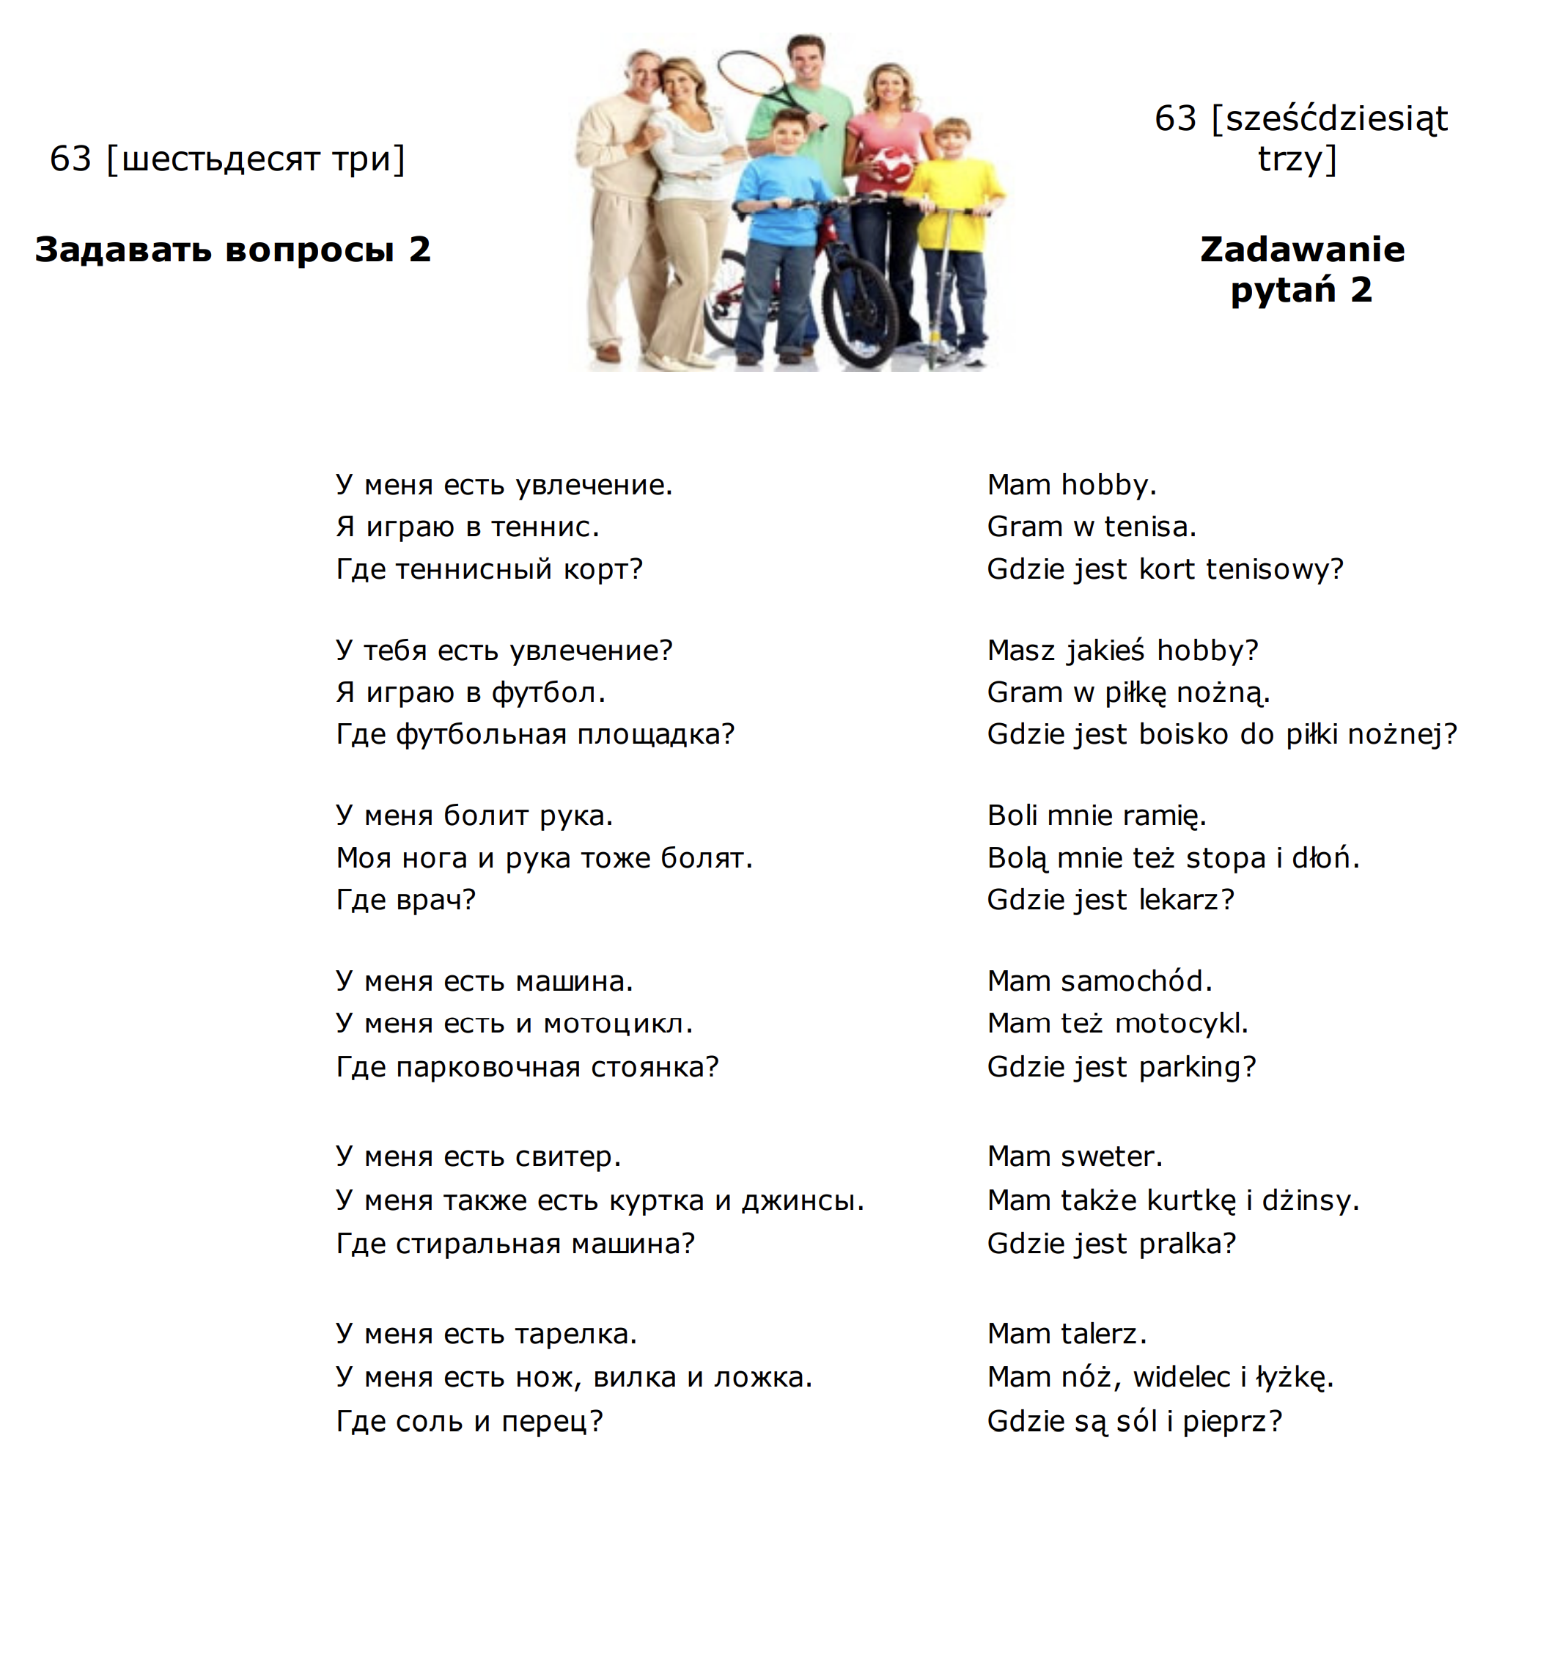 63 [шестьдесят три]
Задавать вопросы 2
63 [sześćdziesiąt
trzy]
Zadawanie
pytań 2
У меня есть увлечение.
Mam hobby.
Я играю в теннис.
Gram w tenisa.
Где теннисный корт?
Gdzie jest kort tenisowy?
У тебя есть увлечение?
Masz jakieś hobby?
Я играю в футбол.
Gram w piłkę nożną.
Где футбольная площадка?
Gdzie jest boisko do piłki nożnej?
У меня болит рука.
Boli mnie ramię.
Моя нога и рука тоже болят.
Bolą mnie też stopa i dłoń.
Где врач?
Gdzie jest lekarz?
У меня есть машина.
Mam samochód.
У меня есть и мотоцикл.
Mam też motocykl.
Где парковочная стоянка?
Gdzie jest parking?
У меня есть свитер.
Mam sweter.
У меня также есть куртка и джинсы.
Mam także kurtkę i dżinsy.
Где стиральная машина?
Gdzie jest pralka?
У меня есть тарелка.
Mam talerz.
У меня есть нож, вилка и ложка.
Mam nóż, widelec i łyżkę.
Где соль и перец?
Gdzie są sól i pieprz?